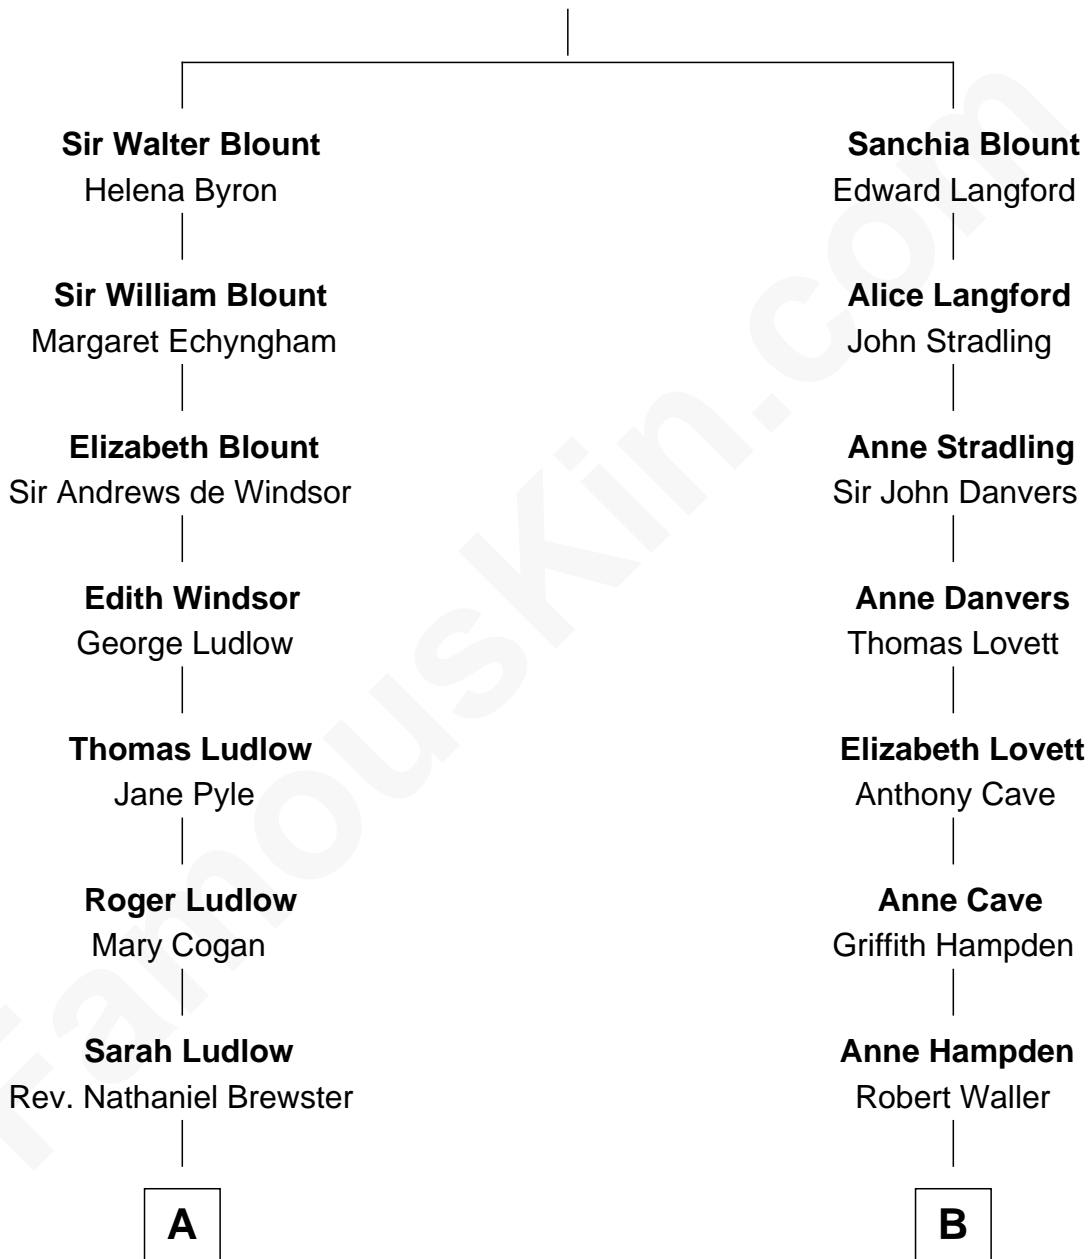 Sir Walter Blount
Helena Byron
Sir William Blount
Margaret Echyngham
Elizabeth Blount
Sir Andrews de Windsor
Edith Windsor
George Ludlow
Thomas Ludlow
Jane Pyle
Roger Ludlow
Mary Cogan
Sarah Ludlow
Rev. Nathaniel Brewster
A
Sanchia Blount
Edward Langford
Alice Langford
John Stradling
Anne Stradling
Sir John Danvers
Anne Danvers
Thomas Lovett
Elizabeth Lovett
Anthony Cave
Anne Cave
Griffith Hampden
Anne Hampden
Robert Waller
B
FamousKin.com